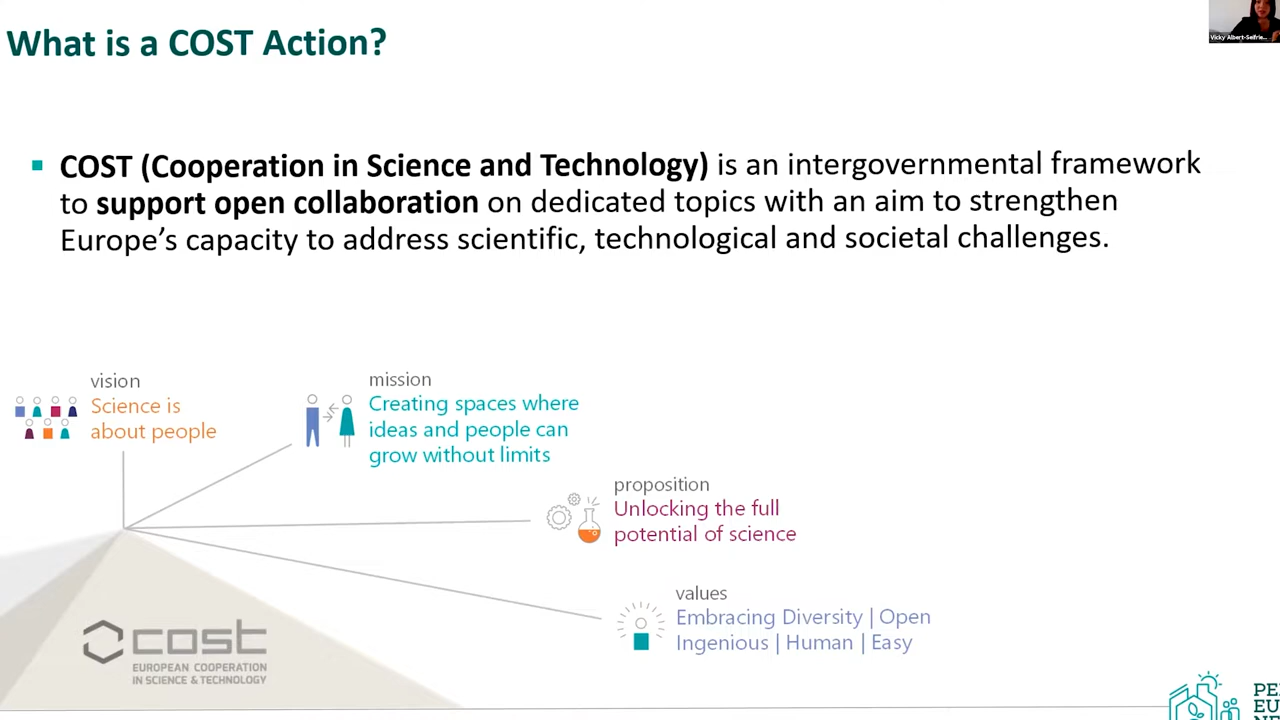 What is a COST Action?
Vicky Albert-Seifrie...
COST (Cooperation in Science and Technology) is an intergovernmental framework
to support open collaboration on dedicated topics with an aim to strengthen
Europe’s capacity to address scientific, technological and societal challenges.
vision
Science is
about people
mission
Creating spaces where
ideas and people can
grow without limits
proposition
Unlocking the full
potential of science
values
Embracing Diversity | Open
Ingenious | Human | Easy
cost
EUROPEAN COOPERATION
IN SCIENCE & TECHNOLOGY